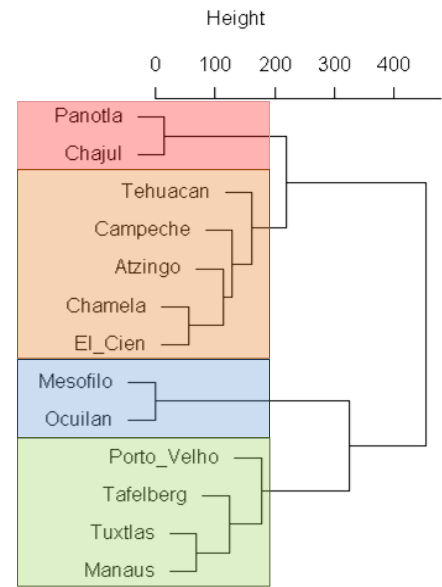 Height
0 100 200 300 400
Panotla
Chajul
Tehuacan
Campeche
Atzingo
Chamela
El_Cien
Mesofilo
Ocuilan
Porto_Velho
Tafelberg
Tuxtlas
Manaus